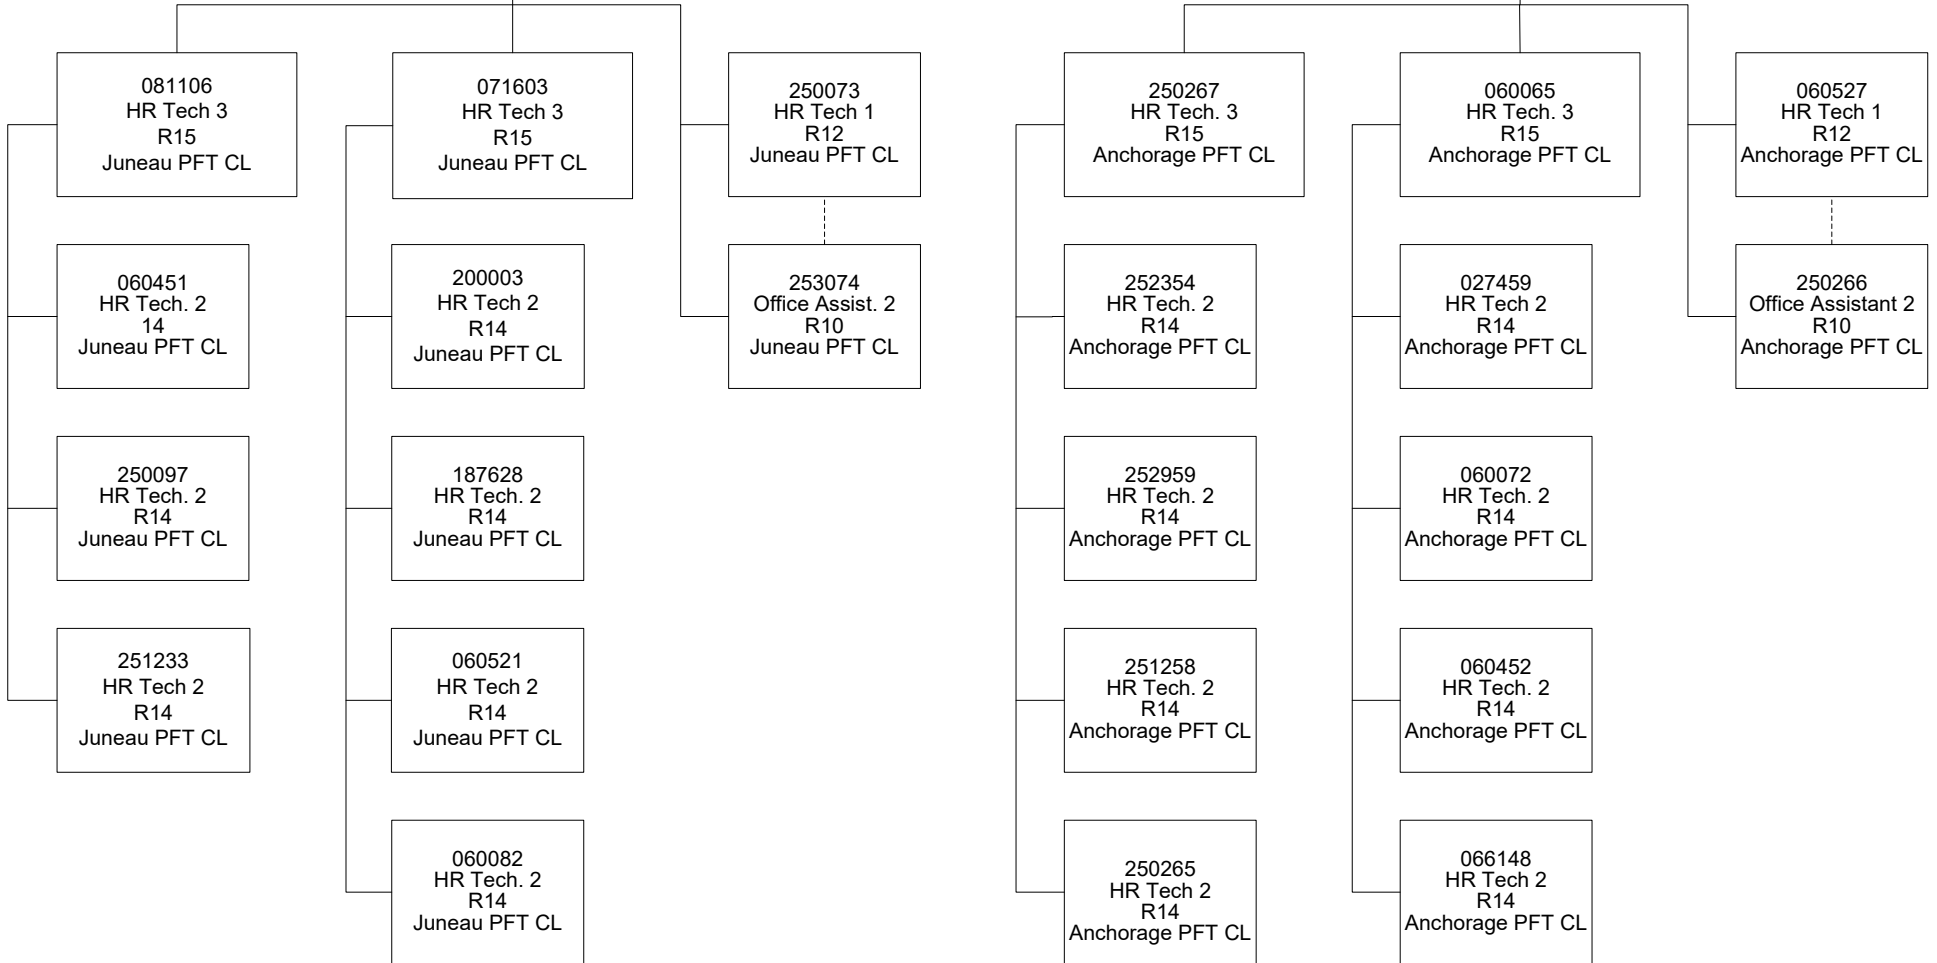 081106
HR Tech 3
R15
Juneau PFT CL
060451
HR Tech. 2
14
Juneau PFT CL
250097
HR Tech. 2
R14
Juneau PFT CL
251233
HR Tech 2
R14
Juneau PFT CL
071603
HR Tech 3
R15
Juneau PFT CL
200003
HR Tech 2
R14
Juneau PFT CL
187628
HR Tech. 2
R14
Juneau PFT CL
060521
HR Tech 2
R14
Juneau PFT CL
060082
HR Tech. 2
R14
Juneau PFT CL
250073
HR Tech 1
R12
Juneau PFT CL
253074
Office Assist. 2
R10
Juneau PFT CL
250267
HR Tech. 3
R15
Anchorage PFT CL
252354
HR Tech. 2
R14
Anchorage PFT CL
252959
HR Tech. 2
R14
Anchorage PFT CL
251258
HR Tech. 2
R14
Anchorage PFT CL
250265
HR Tech 2
R14
Anchorage PFT CL
060065
HR Tech. 3
R15
Anchorage PFT CL
027459
HR Tech 2
R14
Anchorage PFT CL
060072
HR Tech. 2
R14
Anchorage PFT CL
060452
HR Tech. 2
R14
Anchorage PFT CL
066148
HR Tech 2
R14
Anchorage PFT CL
060527
HR Tech 1
R12
Anchorage PFT CL
250266
Office Assistant 2
R10
Anchorage PFT CL